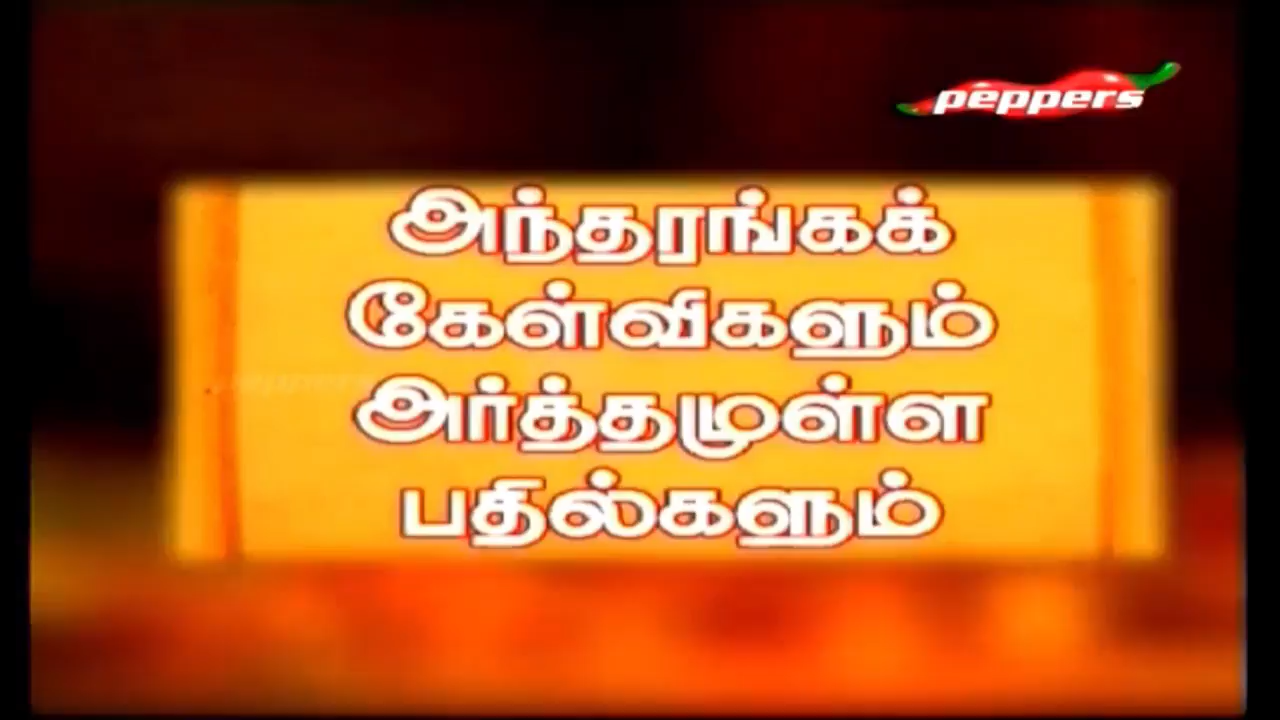 peppers
அந்தரங்கக்
கேள்விகளும்
அர்த்தமுள்ள
பதில்களும்